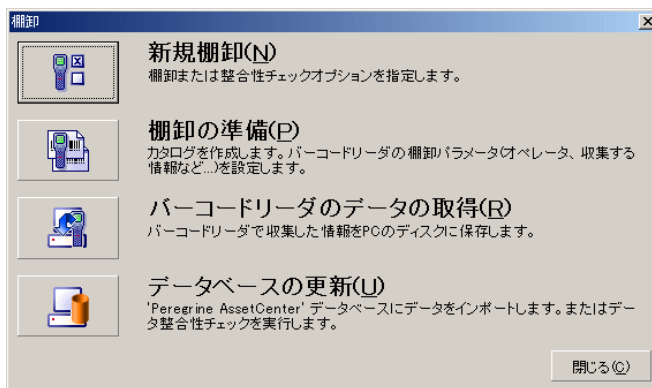 棚卸
新規棚卸(N)
棚卸または整合性チェックオプションを指定します。
棚卸の準備(P)
カタログを作成します。バーコードリーダの棚卸パラメータ(オペレータ、収集する
情報など...)を設定します。
バーコードリーダのデータの取得(R)
バーコードリーダで収集した情報をPCのディスクに保存します。
データベースの更新(U)
'Peregrine AssetCenter' データベースにデータをインポートします。またはデー
タ整合性チェックを実行します。
閉じる(C)